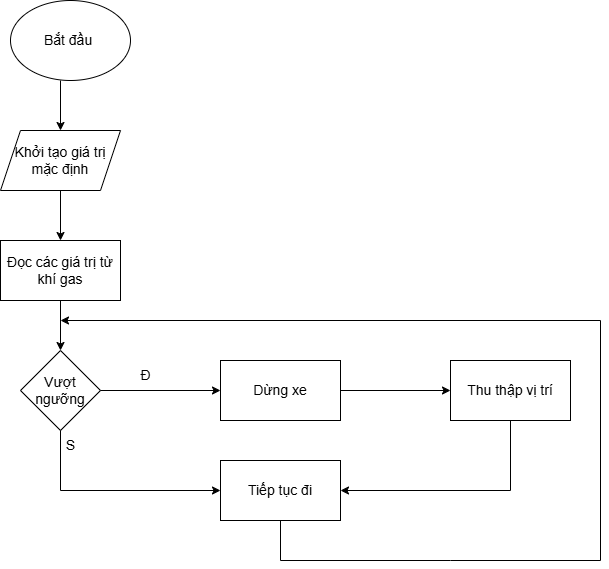 Bắt đầu
Khởi tạo giá trị
mặc định
Đọc các giá trị từ
khí gas
Vượt
ngưỡng
Đ
Dừng xe
Thu thập vị trí
S
Tiếp tục đi